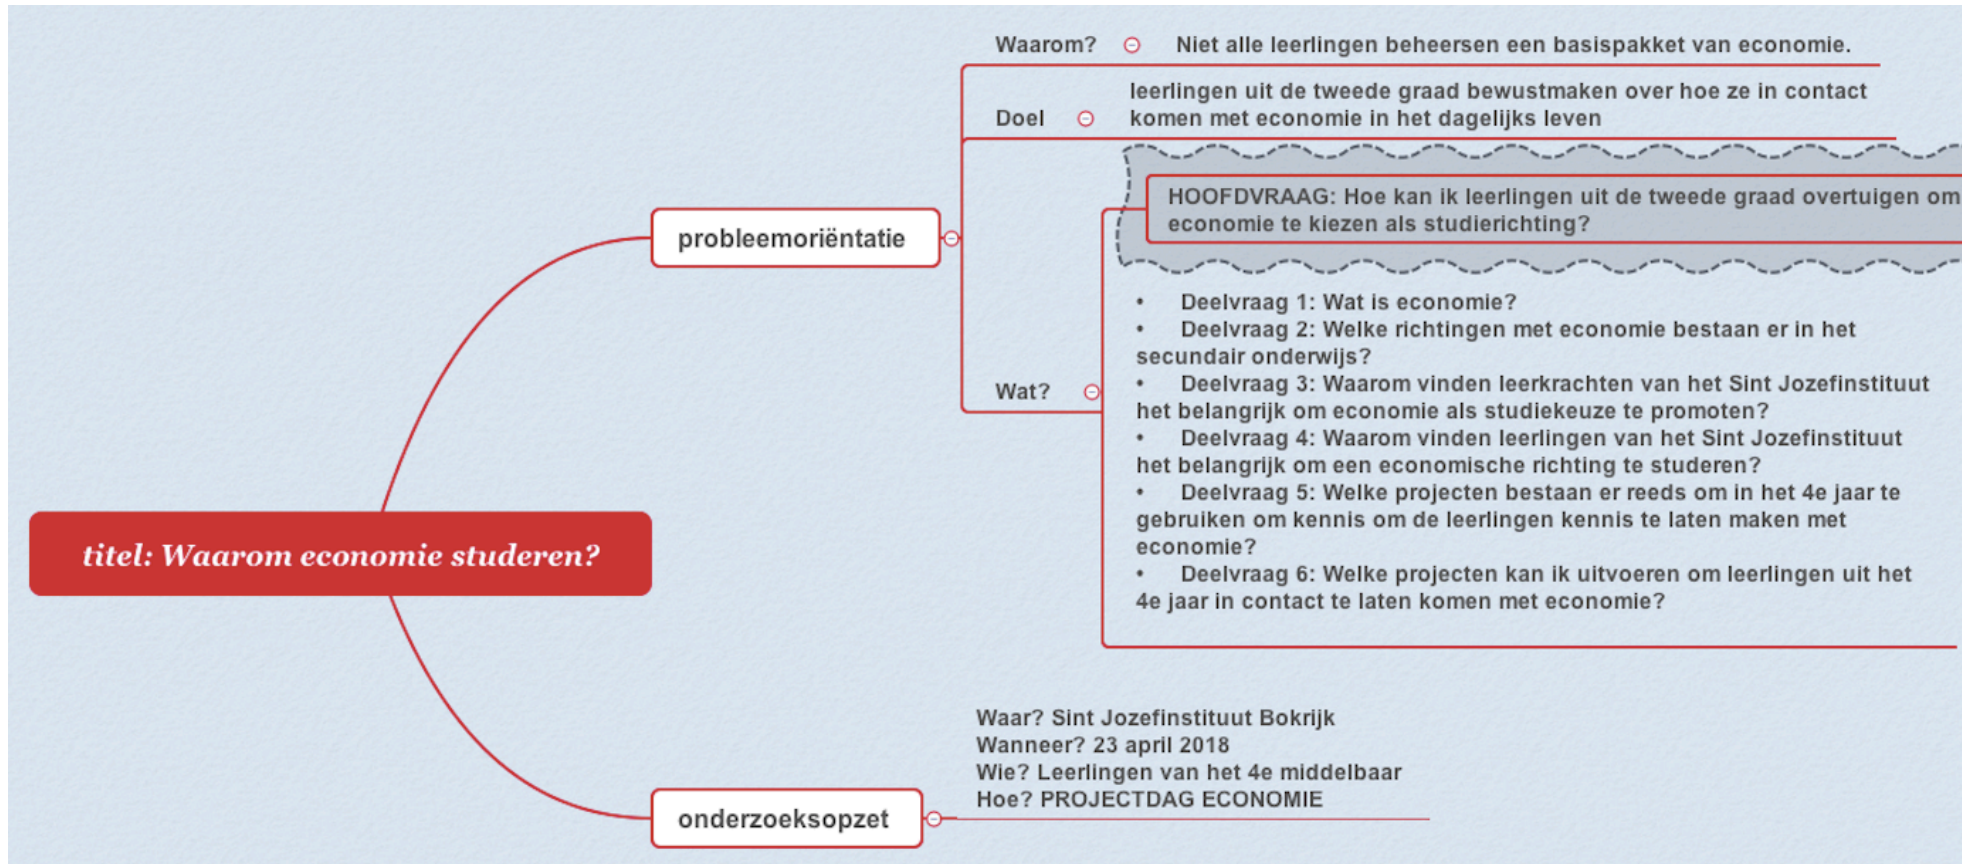 Waarom? Niet alle leerlingen beheersen een basispakket van economie.
leerlingen uit de tweede graad bewustmaken over hoe ze in contact
Doel komen met economie in het dagelijks leven
HOOFDVRAAG: Hoe kan ik leerlingen uit de tweede graad overtuigen om
economie te kiezen als studierichting?
probleemoriëntatie
• Deelvraag 1: Wat is economie?
• Deelvraag 2: Welke richtingen met economie bestaan er in het
secundair onderwijs?
• Deelvraag 3: Waarom vinden leerkrachten van het Sint Jozefinstituut
Wat?
het belangrijk om economie als studiekeuze te promoten?
• Deelvraag 4: Waarom vinden leerlingen van het Sint Jozefinstituut
het belangrijk om een economische richting te studeren?
• Deelvraag 5: Welke projecten bestaan er reeds om in het 4e jaar te
gebruiken om kennis om de leerlingen kennis te laten maken met
economie?
• Deelvraag 6: Welke projecten kan ik uitvoeren om leerlingen uit het
4e jaar in contact te laten komen met economie?
titel: Waarom economie studeren?
Waar? Sint Jozefinstituut Bokrijk
Wanneer? 23 april 2018
Wie? Leerlingen van het 4e middelbaar
Hoe? PROJECTDAG ECONOMIE
onderzoeksopzet